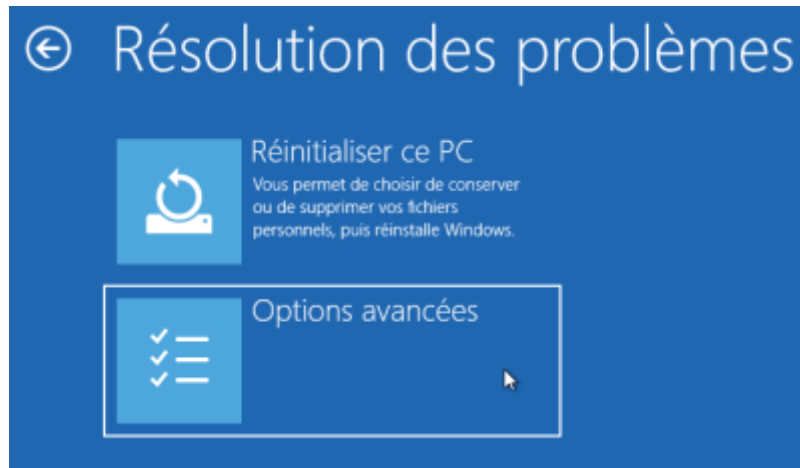 Résolution des problèmes
Réinitialiser ce PC
Vous permet de choisir de conserver
ou de supprimer vos fichiers
personnels, puis réinstalle Windows.
Options avancées